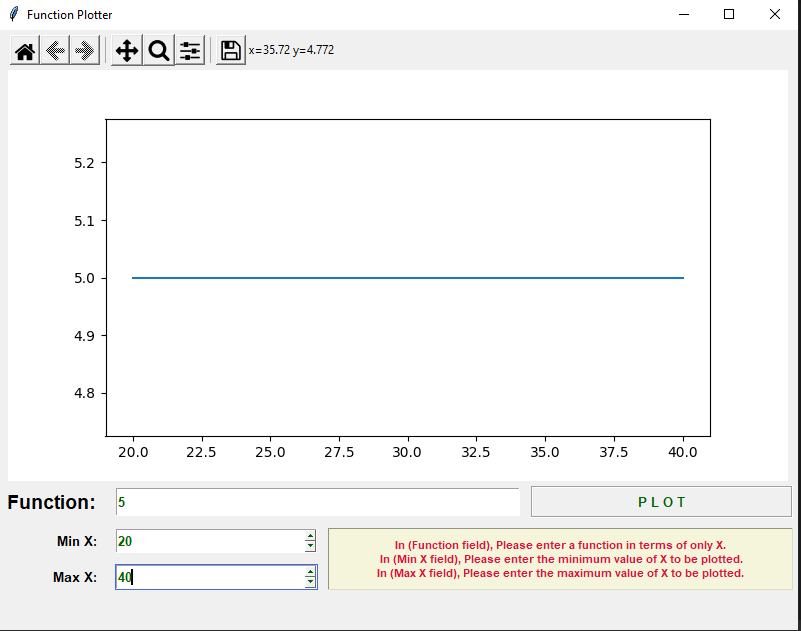 Function Plotter
x=35.72 y=4.772
5.2
5.1
5.0
4.9
4.8
20.0 22.5 25.0 27.5 30.0 32.5 35.0 37.5 40.0
Function: 5 PLOT
Min X: 20
In (Function field), Please enter a function in terms of only X.
In (Min X field), Please enter the minimum value of X to be plotted.
Max X: 40
In (Max X field), Please enter the maximum value of X to be plotted.